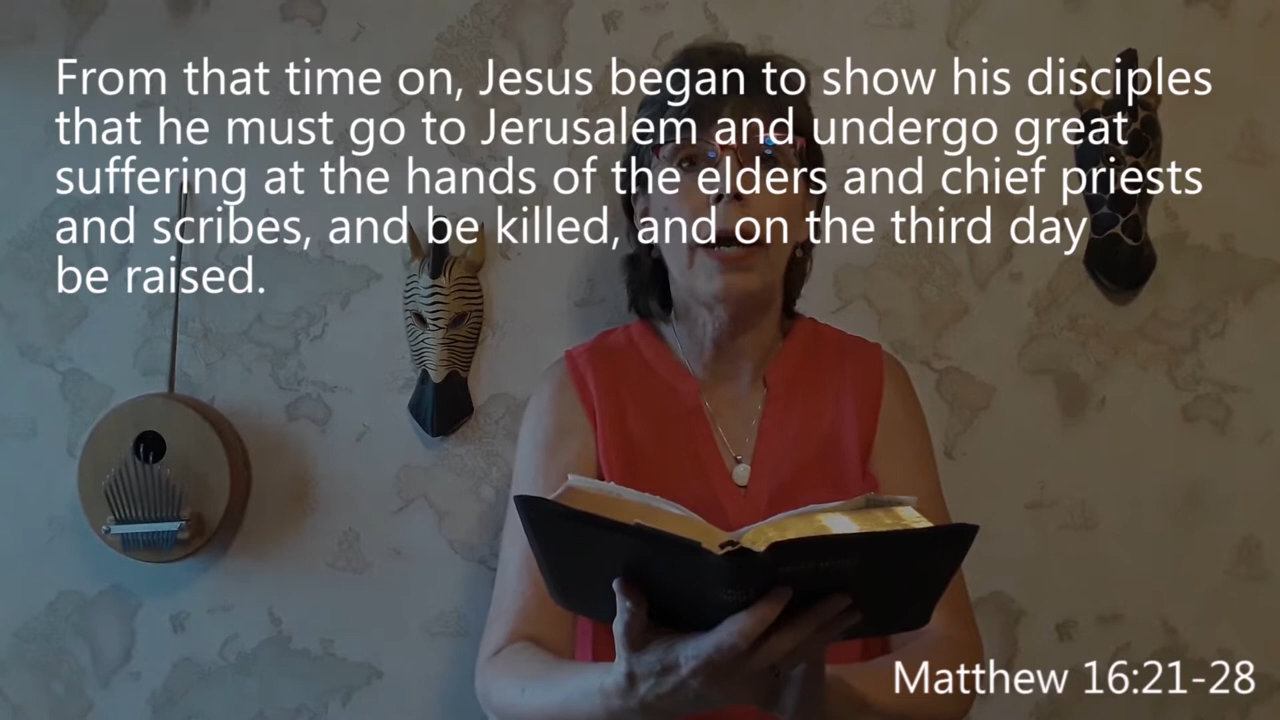 From that time on, Jesus began to show his disciples
that he must go to Jerusalem and undergo great
suffering at the hands of the elders and chief priests
and scribes, and be killed, and on the third day
be raised.
Matthew 16:21-28